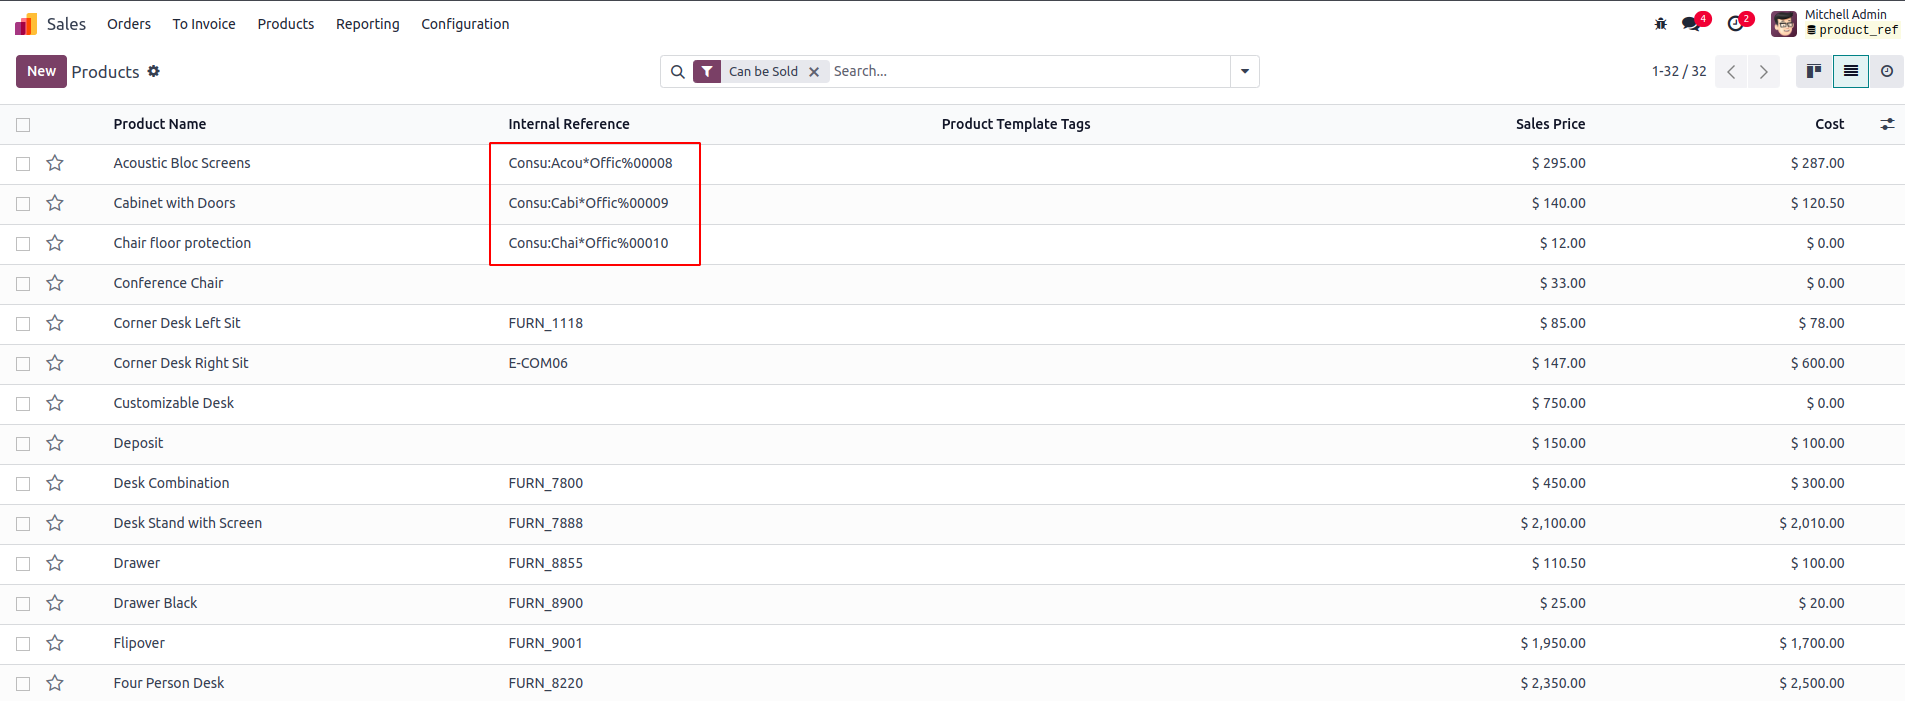 Sales Orders To Invoice Products Reporting Configuration 4 2 Mitchell Admin
product_ref
New Products Can be Sold Search... 1-32 / 32
Product Name Internal Reference Product Template Tags Sales Price Cost
Acoustic Bloc Screens Consu:Acou*Offic%00008 $ 295.00 $ 287.00
Cabinet with Doors Consu:Cabi*Offic%00009 $ 140.00 $ 120.50
Chair floor protection Consu:Chai*Offic%00010 $ 12.00 $ 0.00
Conference Chair $ 33.00 $ 0.00
Corner Desk Left Sit FURN_1118 $ 85.00 $ 78.00
Corner Desk Right Sit E-COM06 $ 147.00 $ 600.00
Customizable Desk $ 750.00 $ 0.00
Deposit $ 150.00 $ 100.00
Desk Combination FURN_7800 $ 450.00 $ 300.00
Desk Stand with Screen FURN_7888 $ 2,100.00 $ 2,010.00
Drawer FURN_8855 $ 110.50 $ 100.00
Drawer Black FURN_8900 $ 25.00 $ 20.00
Flipover FURN_9001 $ 1,950.00 $ 1,700.00
Four Person Desk FURN_8220 $ 2,350.00 $ 2,500.00